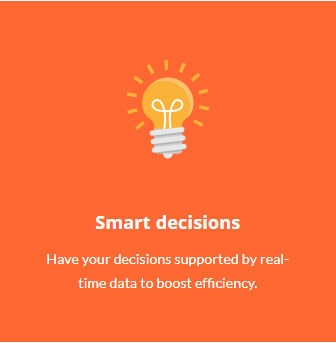 Smart decisions
Have your decisions supported by real-
time data to boost efficiency.